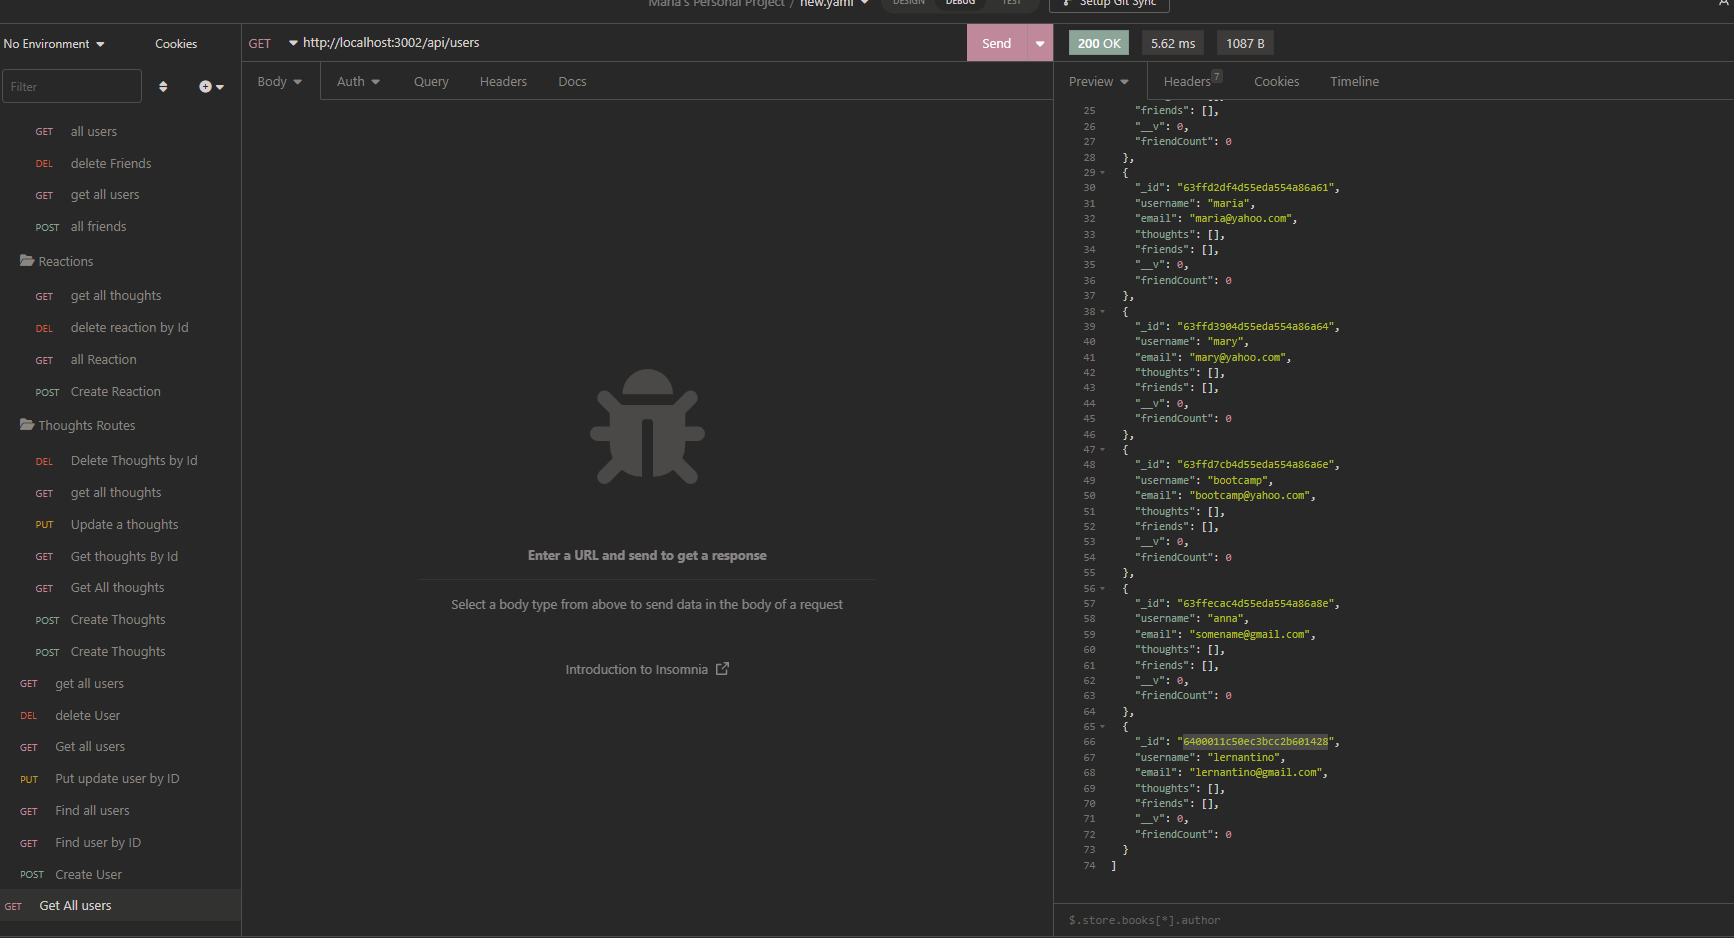 Maria's Personal Project / new.yaml
DESIGN DEBUG TEST
Setup Git Sync
No Environment
Cookies
GET http://localhost:3002/api/users
Send
200 OK 5.62 ms 1087 B
Filter
Body Auth Query Headers Docs
Preview Headers 7 Cookies Timeline
GET all users
DEL delete Friends
GET get all users
POST all friends
Reactions
GET get all thoughts
DEL delete reaction by Id
GET all Reaction
POST Create Reaction
Thoughts Routes
DEL Delete Thoughts by Id
GET get all thoughts
PUT Update a thoughts
GET Get thoughts By Id
GET Get All thoughts
POST Create Thoughts
POST Create Thoughts
GET get all users
DEL delete User
GET Get all users
PUT Put update user by ID
GET Find all users
GET Find user by ID
POST Create User
GET Get All users
Enter a URL and send to get a response
Select a body type from above to send data in the body of a request
Introduction to Insomnia
25 "friends": [],
26 "__v": 0,
27 "friendCount": 0
28 },
29 {
30 "_id": "63ffd2df4d55eda554a86a61",
31 "username": "maria",
32 "email": "maria@yahoo.com",
33 "thoughts": [],
34 "friends": [],
35 "__v": 0,
36 "friendCount": 0
37 },
38 {
39 "_id": "63ffd3904d55eda554a86a64",
40 "username": "mary",
41 "email": "mary@yahoo.com",
42 "thoughts": [],
43 "friends": [],
44 "__v": 0,
45 "friendCount": 0
46 },
47 {
48 "_id": "63ffd7cb4d55eda554a86a6e",
49 "username": "bootcamp",
50 "email": "bootcamp@yahoo.com",
51 "thoughts": [],
52 "friends": [],
53 "__v": 0,
54 "friendCount": 0
55 },
56 {
57 "_id": "63ffecac4d55eda554a86a8e",
58 "username": "anna",
59 "email": "somename@gmail.com",
60 "thoughts": [],
61 "friends": [],
62 "__v": 0,
63 "friendCount": 0
64 },
65 {
66 "_id": "6400011c50ec3bcc2b601428",
67 "username": "lernantino",
68 "email": "lernantino@gmail.com",
69 "thoughts": [],
70 "friends": [],
71 "__v": 0,
72 "friendCount": 0
73 }
74 ]
$.store.books[*].author